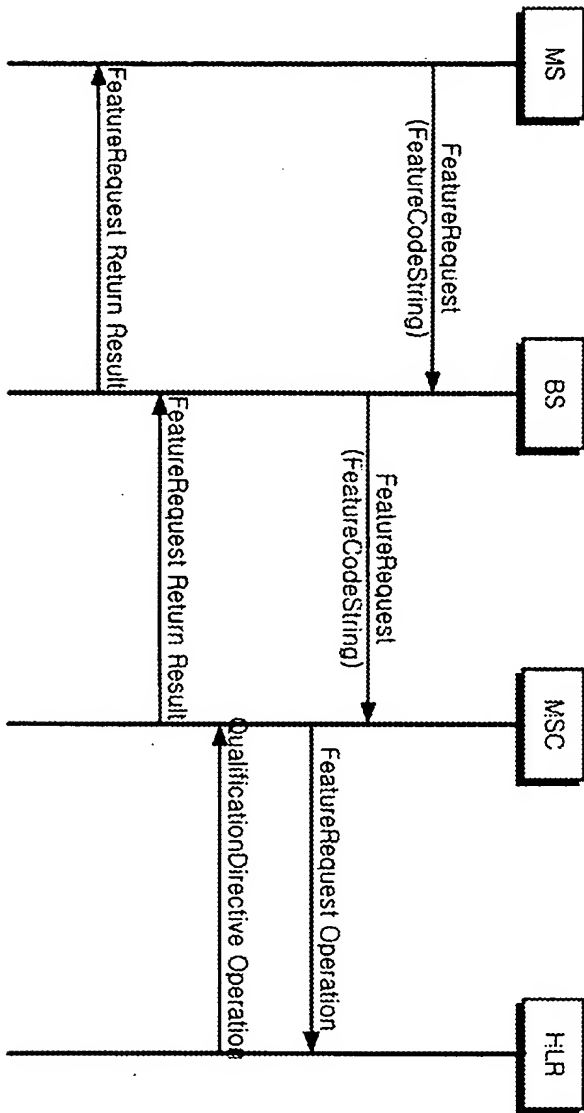 MS
BS
MSC
HLR
FeatureRequest
(FeatureCodeString)
FeatureRequest
(FeatureCodeString)
FeatureRequest Operation
QualificationDirective Operation
FeatureRequest Return Result
FeatureRequest Return Result